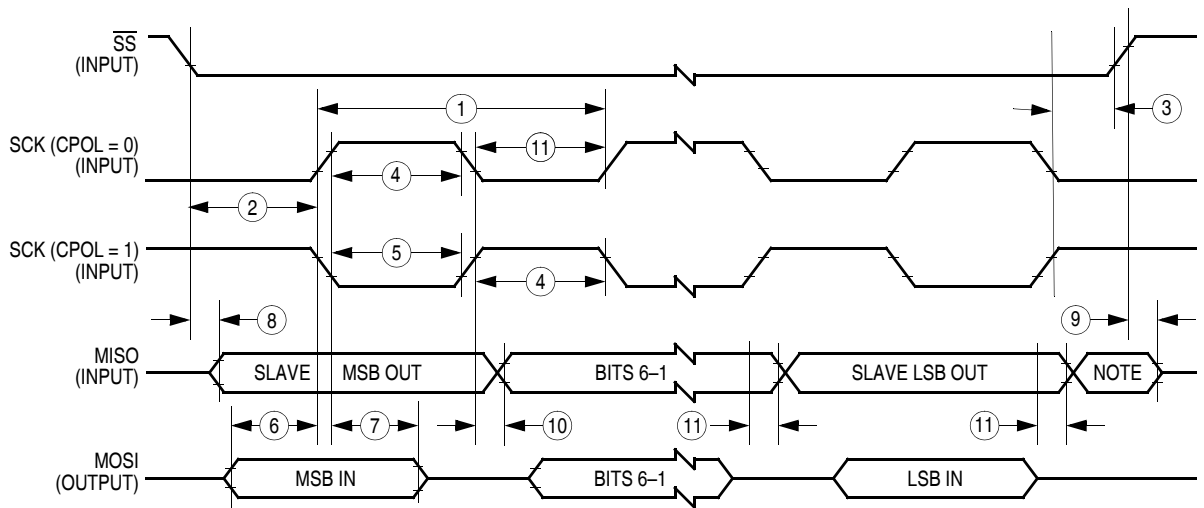 SS
(INPUT)
1
3
SCK (CPOL = 0)
(INPUT)
11
4
2
SCK (CPOL = 1)
(INPUT)
5
4
8
9
MISO
(INPUT)
SLAVE MSB OUT
BITS 6–1
SLAVE LSB OUT
NOTE
6
7
10
11
11
MOSI
(OUTPUT)
MSB IN
BITS 6–1
LSB IN